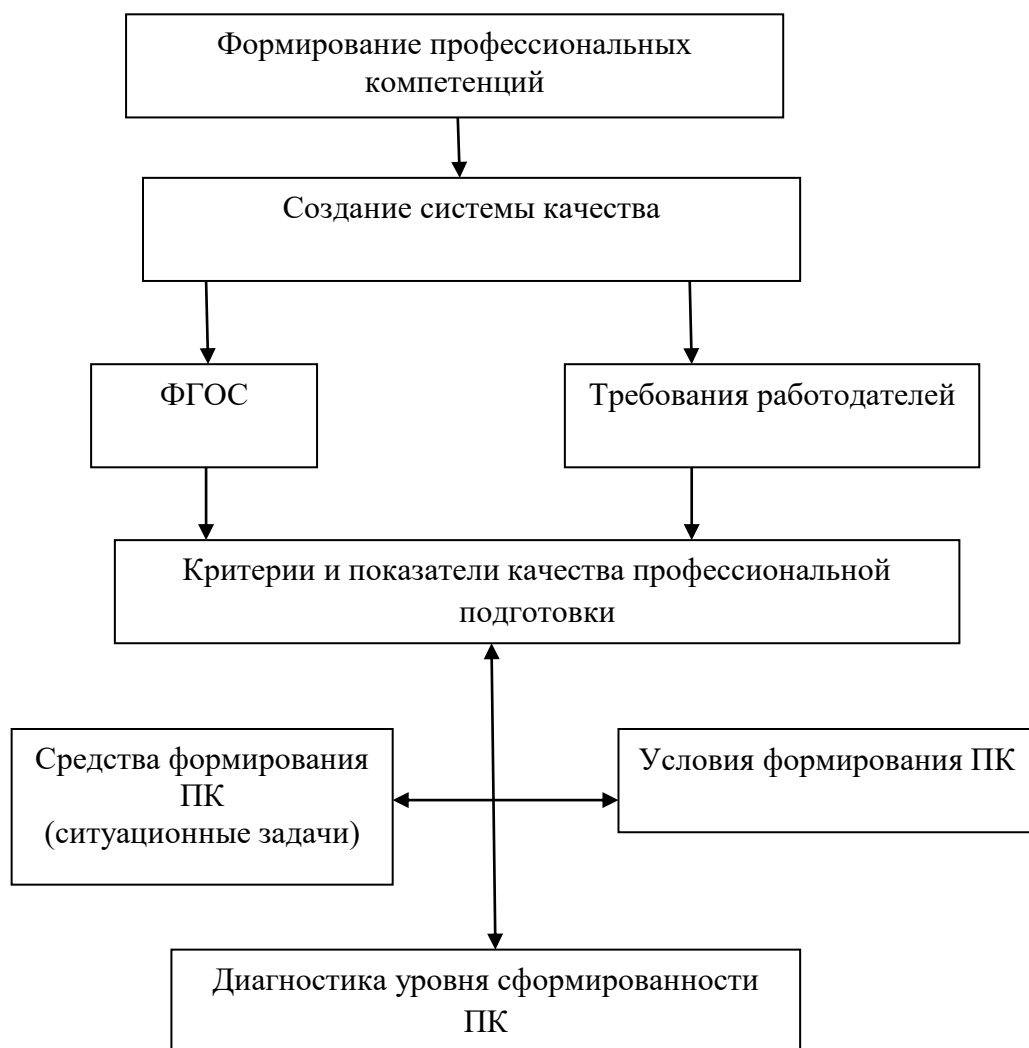 Формирование профессиональных
компетенций
Создание системы качества
ФГОС
Требования работодателей
Критерии и показатели качества профессиональной
подготовки
Средства формирования
ПК
(ситуационные задачи)
Условия формирования ПК
Диагностика уровня сформированности
ПК